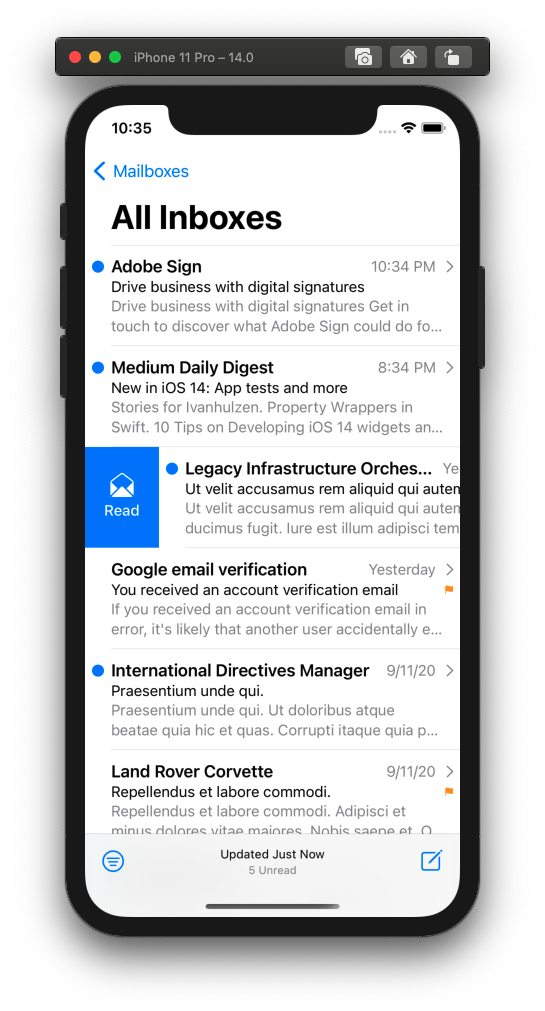 iPhone 11 Pro – 14.0
10:35
Mailboxes
All Inboxes
Adobe Sign 10:34 PM
Drive business with digital signatures
Drive business with digital signatures Get in
touch to discover what Adobe Sign could do fo...
Medium Daily Digest 8:34 PM
New in iOS 14: App tests and more
Stories for Ivanhulzen. Property Wrappers in
Swift. 10 Tips on Developing iOS 14 widgets an...
Read
Legacy Infrastructure Orches... Ye
Ut velit accusamus rem aliquid qui autem
Ut velit accusamus rem aliquid qui autem
ducimus fugit. Iure est illum adipisci tem
Google email verification Yesterday
You received an account verification email
If you received an account verification email in
error, it's likely that another user accidentally e...
International Directives Manager 9/11/20
Praesentium unde qui.
Praesentium unde qui. Ut doloribus atque
beatae quia hic et quas. Corrupti itaque quia p...
Land Rover Corvette 9/11/20
Repellendus et labore commodi.
Repellendus et labore commodi. Adipisci et
minus dolores vitae maiores. Nobis saepe et. O
Updated Just Now
5 Unread